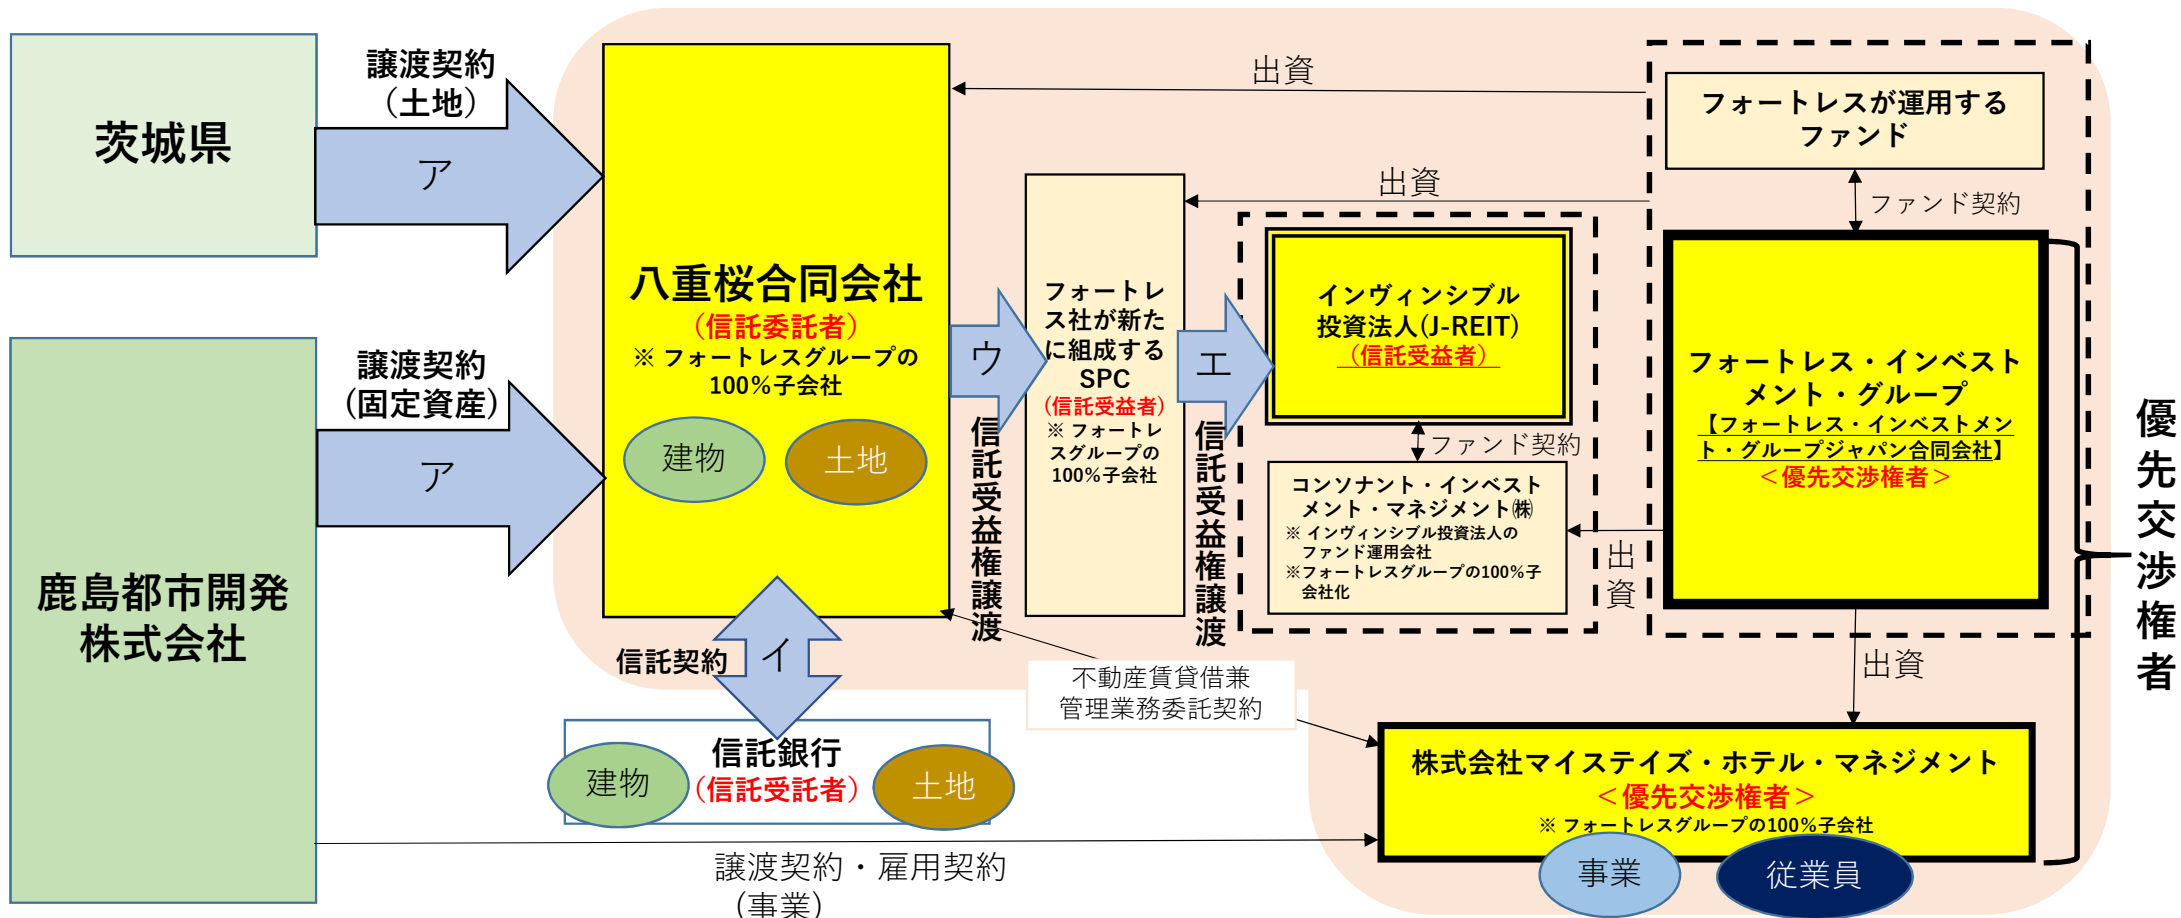 茨城県
譲渡契約
（土地）
ア
鹿島都市開発
株式会社
譲渡契約
（固定資産）
ア
八重桜合同会社
（信託委託者）
※ フォートレスグループの
100%子会社
建物
土地
信託契約
イ
信託銀行
（信託受託者）
建物
土地
ウ
信託受益権譲渡
フォートレ
ス社が新た
に組成する
SPC
（信託受益者）
※ フォートレ
スグループの
100%子会社
エ
信託受益権譲渡
出資
出資
インヴィンシブル
投資法人(J-REIT)
（信託受益者）
ファンド契約
コンソナント・インベスト
メント・マネジメント㈱
※ インヴィンシブル投資法人の
ファンド運用会社
※フォートレスグループの100%子
会社化
出資
フォートレスが運用する
ファンド
ファンド契約
フォートレス・インベスト
メント・グループ
【フォートレス・インベストメン
ト・グループジャパン合同会社】
＜優先交渉権者＞
出資
優先交渉権者
不動産賃貸借兼
管理業務委託契約
株式会社マイステイズ・ホテル・マネジメント
＜優先交渉権者＞
※ フォートレスグループの100%子会社
事業
従業員
譲渡契約・雇用契約
（事業）